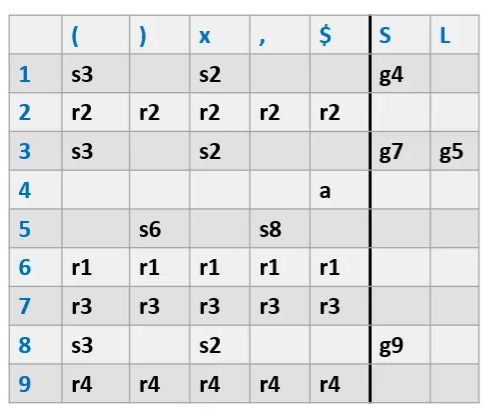 ( ) x , $ S L
1 s3 s2 g4
2 r2 r2 r2 r2 r2
3 s3 s2 g7 g5
4 a
5 s6 s8
6 r1 r1 r1 r1 r1
7 r3 r3 r3 r3 r3
8 s3 s2 g9
9 r4 r4 r4 r4 r4